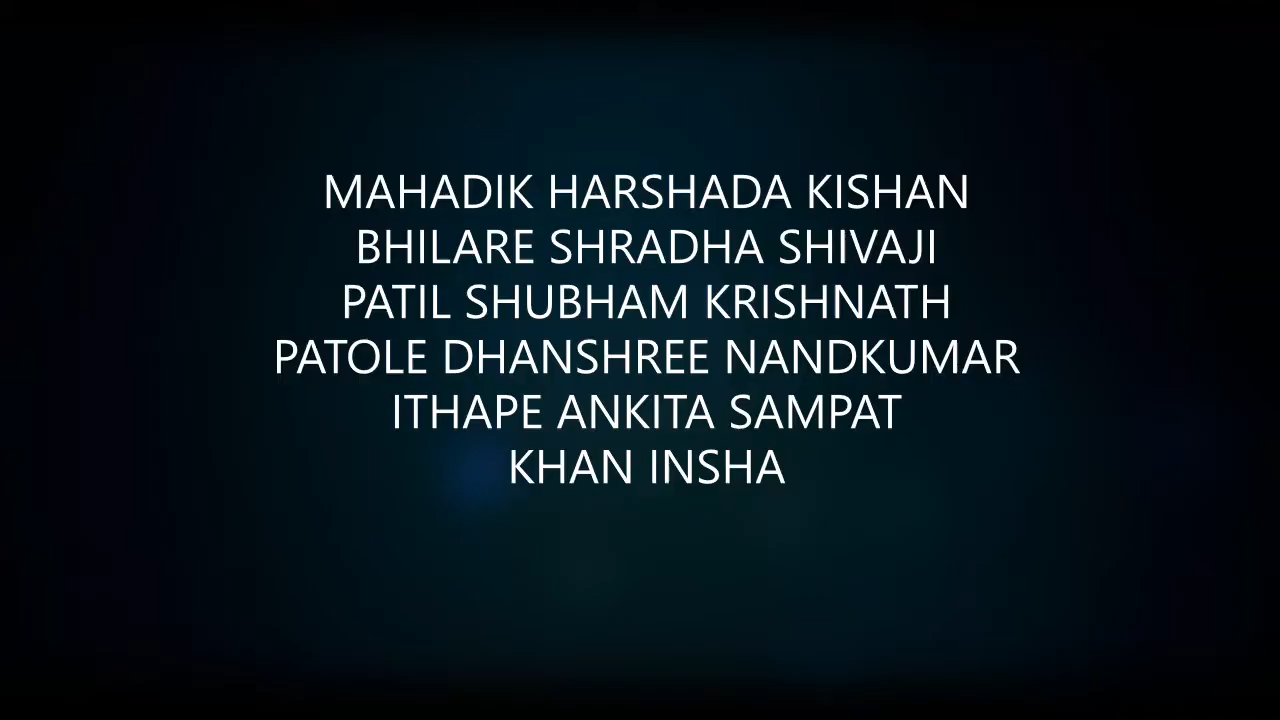 MAHADIK HARSHADA KISHAN
BHILARE SHRADHA SHIVAJI
PATIL SHUBHAM KRISHNATH
PATOLE DHANSHREE NANDKUMAR
ITHAPE ANKITA SAMPAT
KHAN INSHA